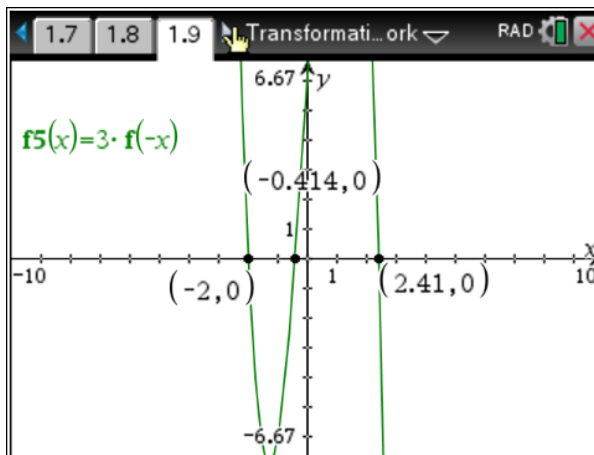 1.7 1.8 1.9 Transformati...ork RAD
6.67 y
f5(x)=3· f(-x)
(-0.414,0)
1
x
-10 1 10
(-2,0) (2.41,0)
-6.67